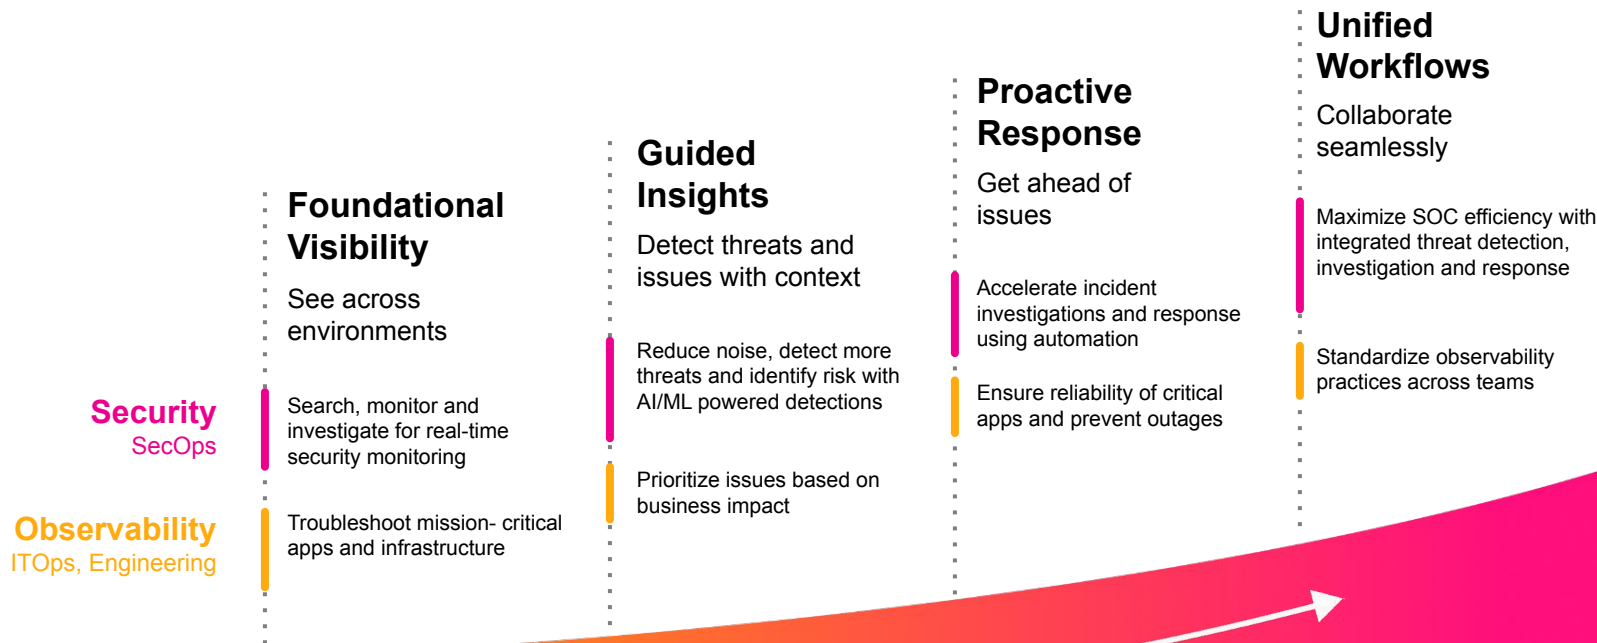 Security
SecOps
Observability
ITOps, Engineering
Foundational
Visibility
See across
environments
Search, monitor and
investigate for real-time
security monitoring
Troubleshoot mission- critical
apps and infrastructure
Guided
Insights
Detect threats and
issues with context
Reduce noise, detect more
threats and identify risk with
AI/ML powered detections
Prioritize issues based on
business impact
Proactive
Response
Get ahead of
issues
Accelerate incident
investigations and response
using automation
Ensure reliability of critical
apps and prevent outages
Unified
Workflows
Collaborate
seamlessly
Maximize SOC efficiency with
integrated threat detection,
investigation and response
Standardize observability
practices across teams